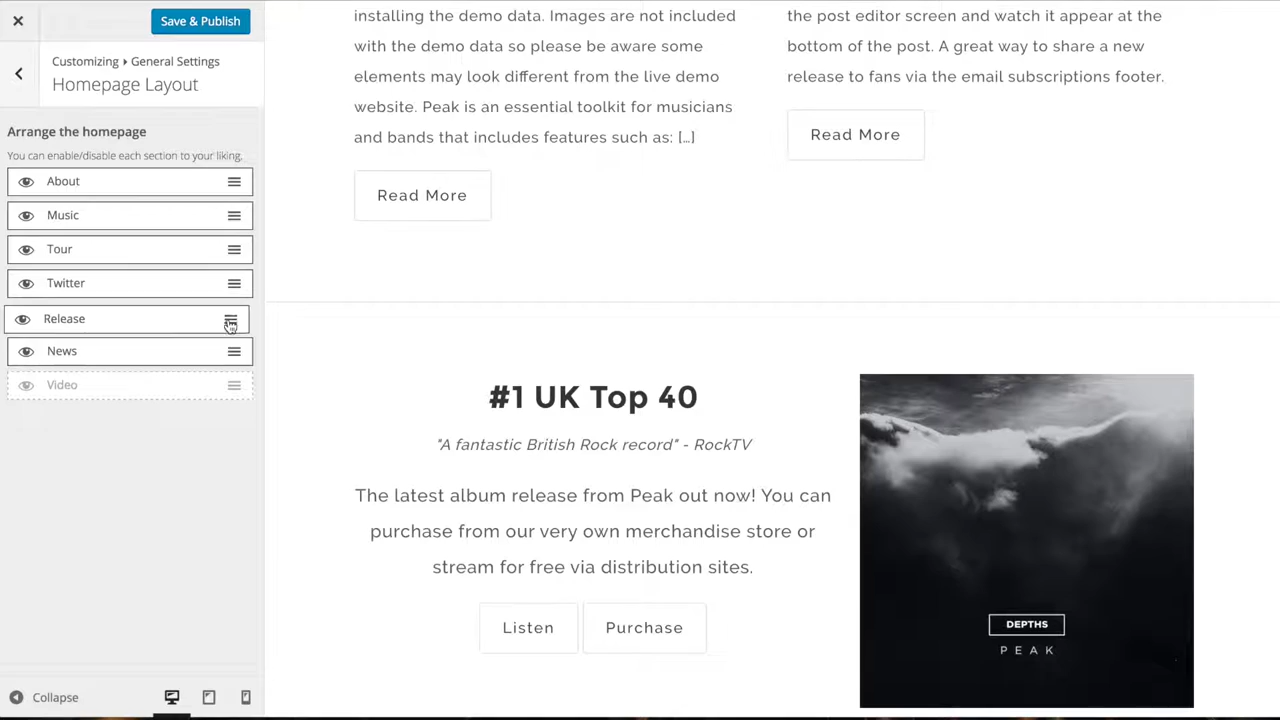 Save & Publish
Customizing ▸ General Settings
Homepage Layout
Arrange the homepage
You can enable/disable each section to your liking.
About
Music
Tour
Twitter
Release
News
Video
Collapse
installing the demo data. Images are not included
with the demo data so please be aware some
elements may look different from the live demo
website. Peak is an essential toolkit for musicians
and bands that includes features such as: […]
Read More
the post editor screen and watch it appear at the
bottom of the post. A great way to share a new
release to fans via the email subscriptions footer.
Read More
#1 UK Top 40
"A fantastic British Rock record" - RockTV
The latest album release from Peak out now! You can
purchase from our very own merchandise store or
stream for free via distribution sites.
Listen
Purchase
DEPTHS
PEAK